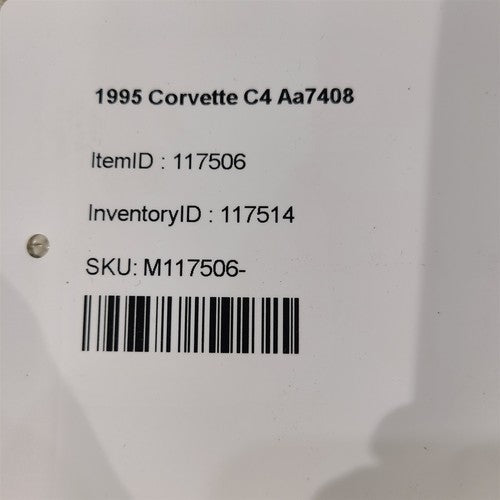 1995 Corvette C4 Aa7408
ItemID : 117506
InventoryID : 117514
SKU: M117506-